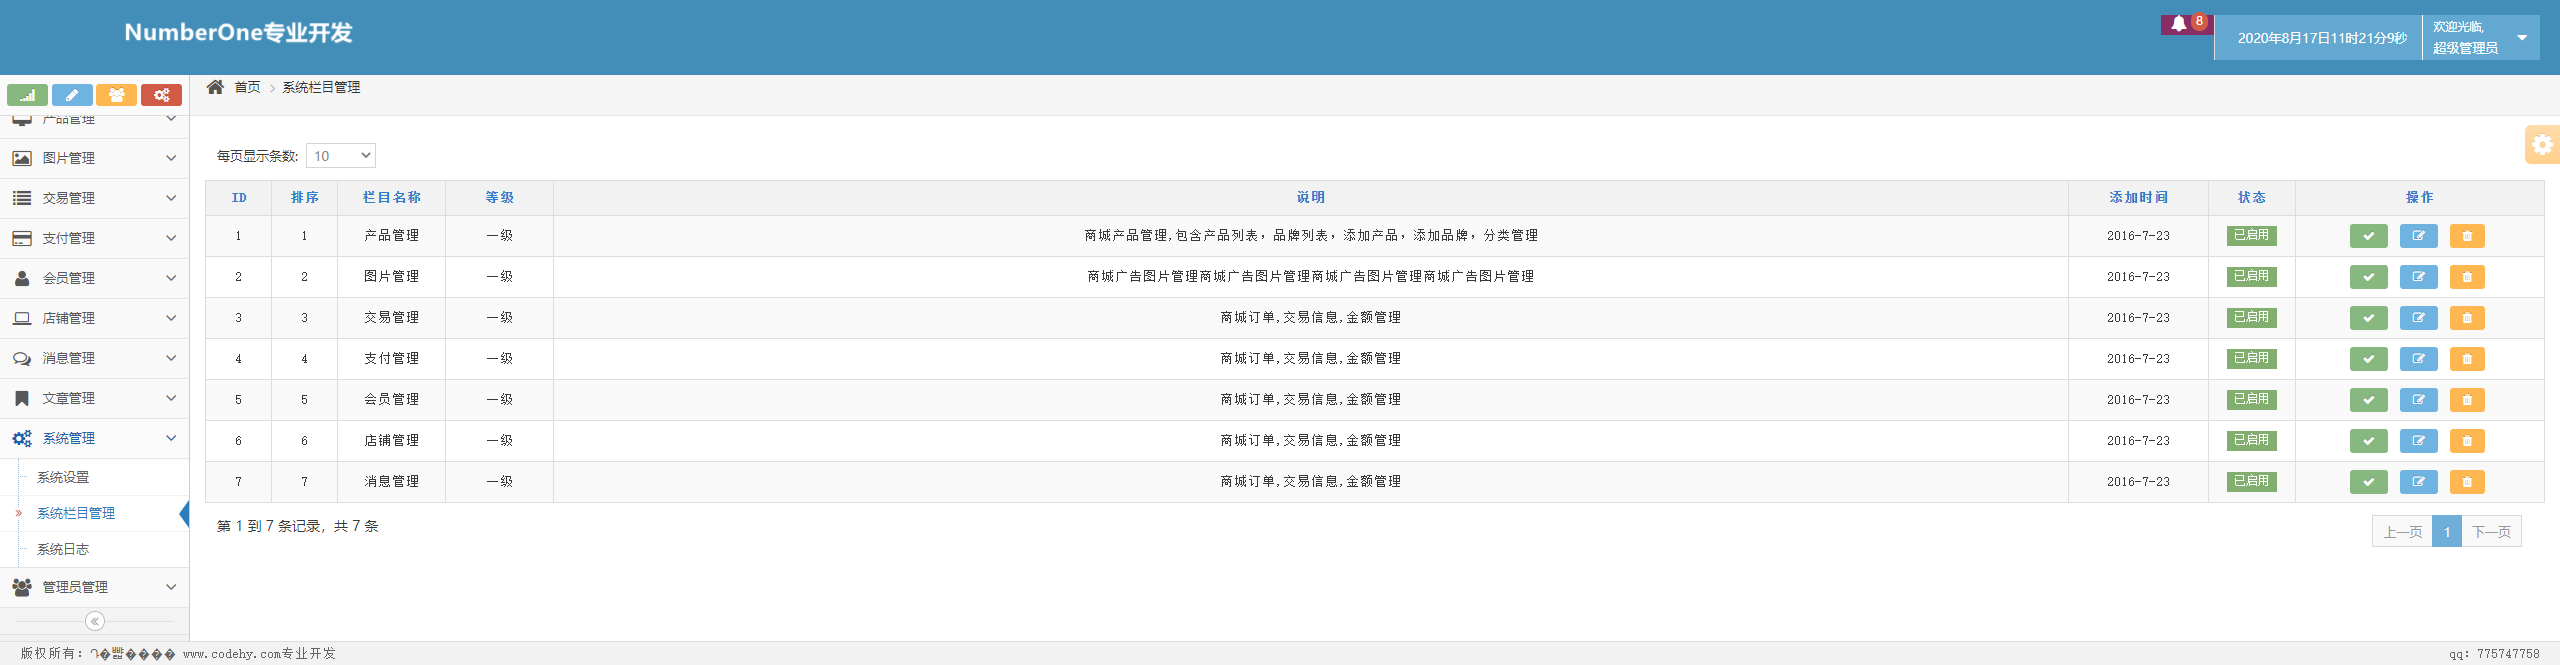 NumberOne专业开发
8
2020年8月17日11时21分9秒
欢迎光临,
超级管理员
首页 系统栏目管理
产品管理
图片管理
交易管理
支付管理
会员管理
店铺管理
消息管理
文章管理
系统管理
系统设置
系统栏目管理
系统日志
管理员管理
每页显示条数: 10
ID 排序 栏目名称 等级 说明 添加时间 状态 操作
1 1 产品管理 一级 商城产品管理,包含产品列表，品牌列表，添加产品，添加品牌，分类管理 2016-7-23 已启用
2 2 图片管理 一级 商城广告图片管理商城广告图片管理商城广告图片管理商城广告图片管理 2016-7-23 已启用
3 3 交易管理 一级 商城订单,交易信息,金额管理 2016-7-23 已启用
4 4 支付管理 一级 商城订单,交易信息,金额管理 2016-7-23 已启用
5 5 会员管理 一级 商城订单,交易信息,金额管理 2016-7-23 已启用
6 6 店铺管理 一级 商城订单,交易信息,金额管理 2016-7-23 已启用
7 7 消息管理 一级 商城订单,交易信息,金额管理 2016-7-23 已启用
第 1 到 7 条记录，共 7 条
上一页 1 下一页
版权所有: www.codehy.com专业开发
qq: 775747758